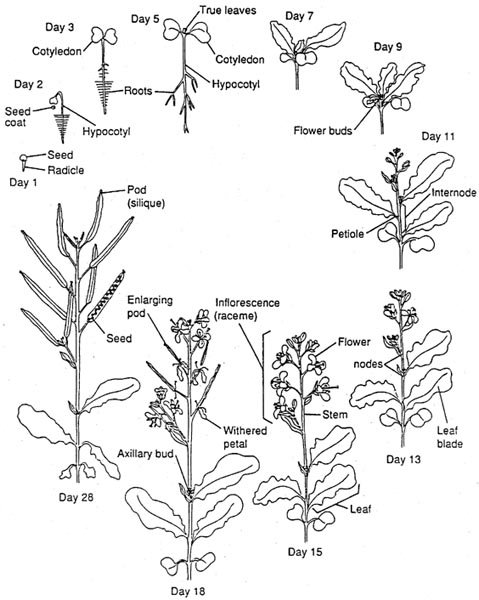 True leaves
Day 3
Day 5
Day 7
Cotyledon
Cotyledon
Day 9
Day 2
Hypocotyl
Roots
Seed
coat
Hypocotyl
Flower buds
Day 11
Seed
Radicle
Day 1
Pod
(silique)
Internode
Petiole
Enlarging
pod
Inflorescence
(raceme)
Flower
Seed
nodes
Stem
Withered
petal
Leaf
blade
Axillary bud
Day 13
Day 28
Leaf
Day 15
Day 18